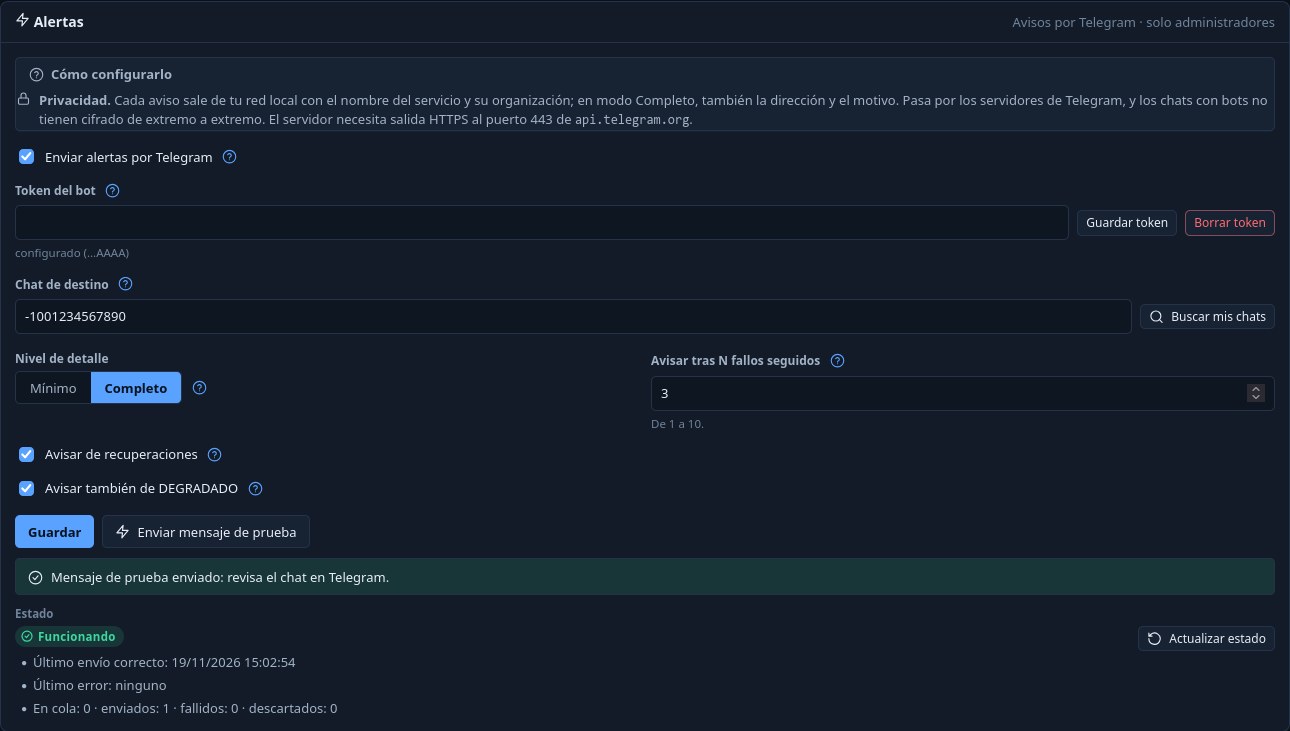 Alertas
Avisos por Telegram · solo administradores
Cómo configurarlo
Privacidad. Cada aviso sale de tu red local con el nombre del servicio y su organización; en modo Completo, también la dirección y el motivo. Pasa por los servidores de Telegram, y los chats con bots no
tienen cifrado de extremo a extremo. El servidor necesita salida HTTPS al puerto 443 de api.telegram.org.
Enviar alertas por Telegram
Token del bot
Guardar token
Borrar token
configurado (...AAAA)
Chat de destino
-1001234567890
Buscar mis chats
Nivel de detalle
Mínimo
Completo
Avisar tras N fallos seguidos
3
De 1 a 10.
Avisar de recuperaciones
Avisar también de DEGRADADO
Guardar
Enviar mensaje de prueba
Mensaje de prueba enviado: revisa el chat en Telegram.
Estado
Funcionando
Actualizar estado
• Último envío correcto: 19/11/2026 15:02:54
• Último error: ninguno
• En cola: 0 · enviados: 1 · fallidos: 0 · descartados: 0